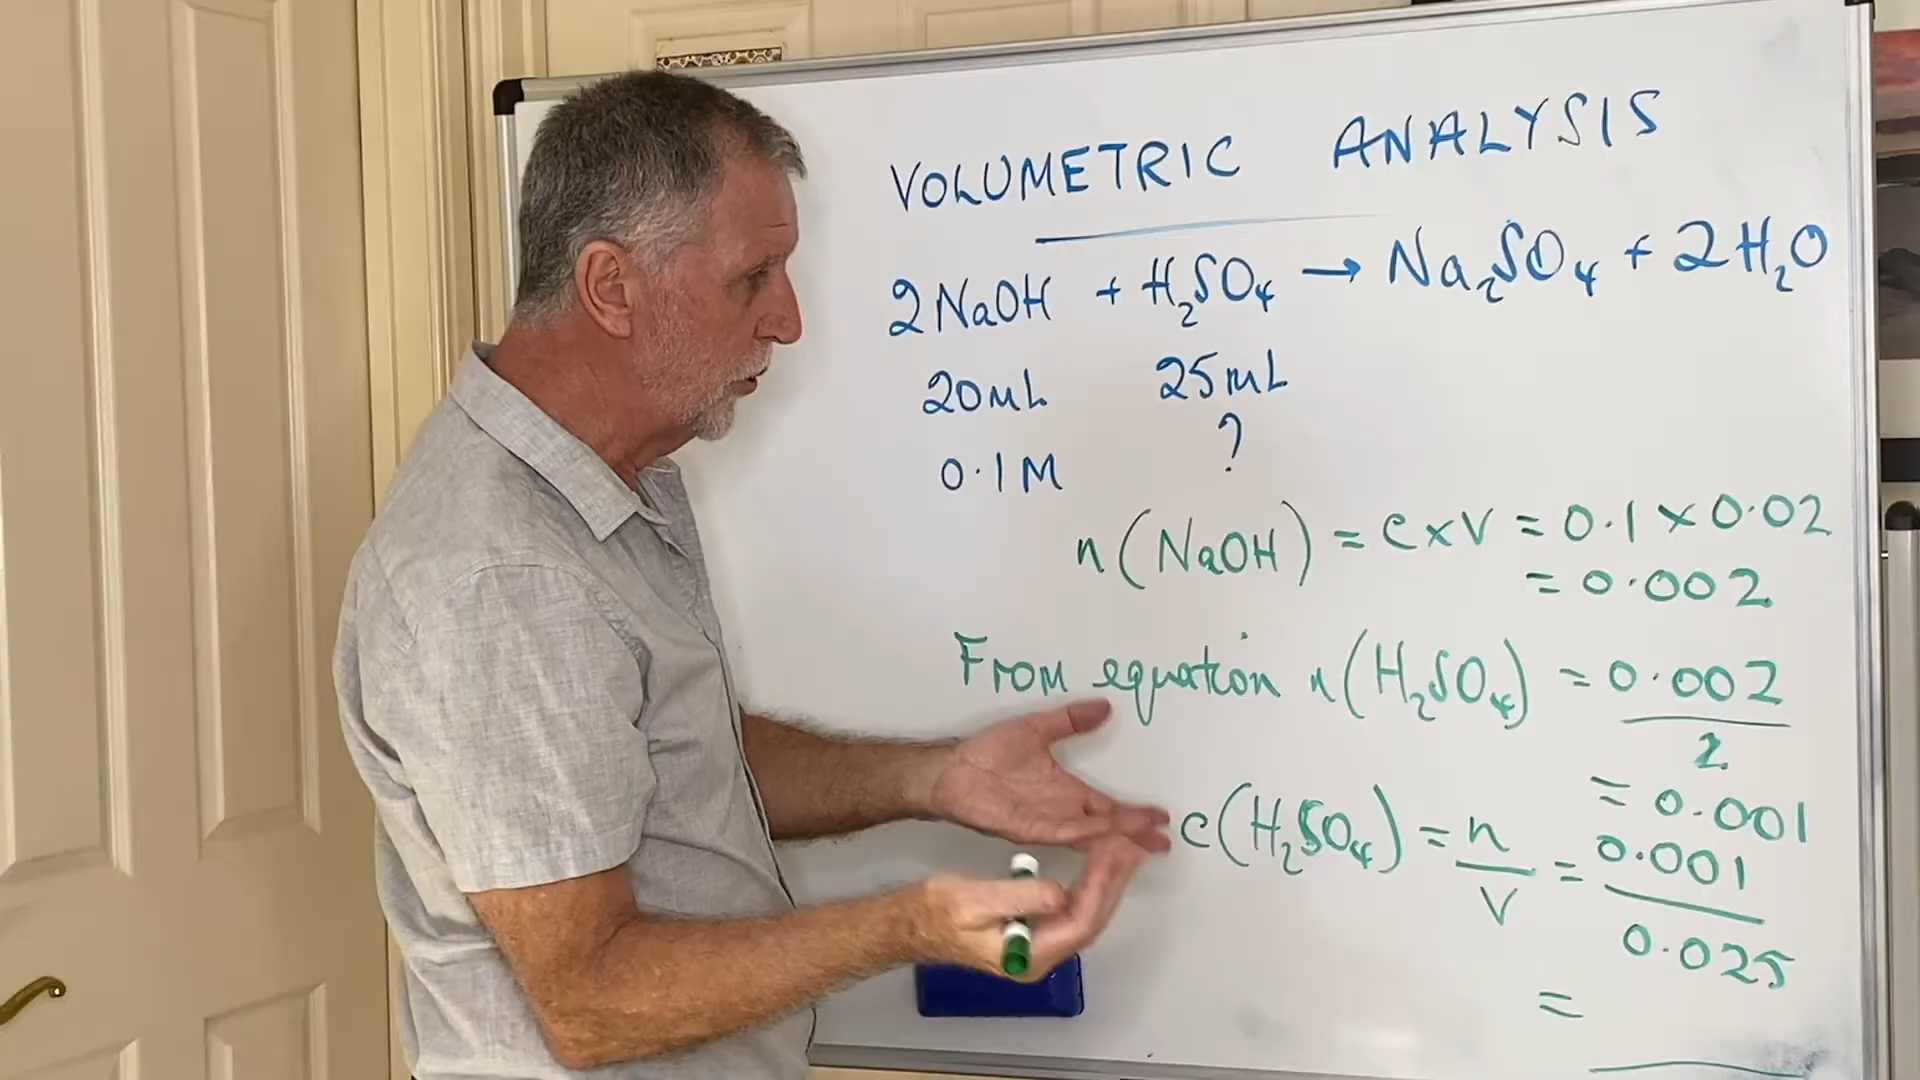 VOLUMETRIC ANALYSIS
2NaOH + H₂SO₄ → Na₂SO₄ + 2H₂O
20mL 25mL
0.1M ?
n(NaOH) = c×V = 0.1 × 0.02
= 0.002
From equation n(H₂SO₄) = 0.002
2
= 0.001
c(H₂SO₄) = n/V = 0.001
0.025
=